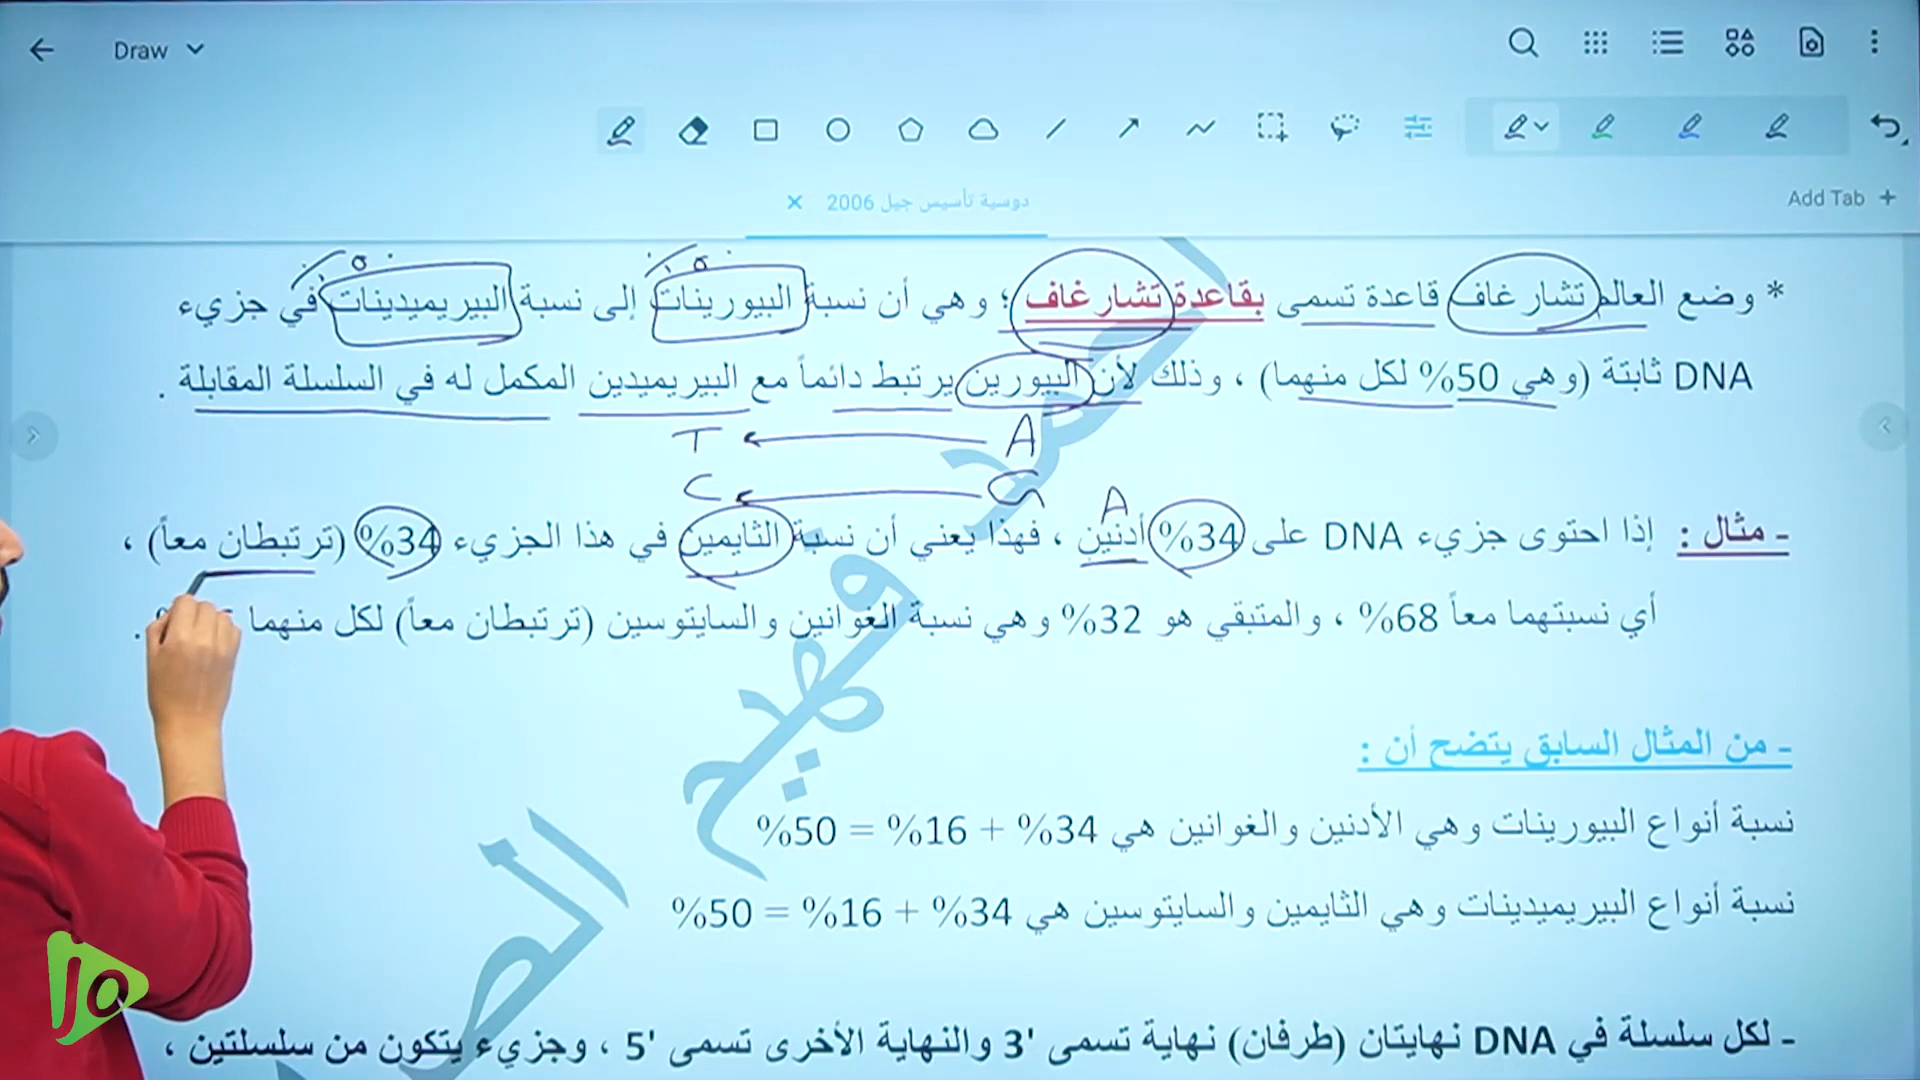 Draw
دوسية تأسيس جيل 2006
Add Tab +
* وضع العالم تشارغاف قاعدة تسمى بقاعدة تشارغاف ؛ وهي أن نسبة البيورينات إلى نسبة البيريميدينات في جزيء
DNA ثابتة (وهي 50% لكل منهما) ، وذلك لأن البيورين يرتبط دائماً مع البيريميدين المكمل له في السلسلة المقابلة .
A T
G C
A
- مثال : إذا احتوى جزيء DNA على 34% أدنين ، فهذا يعني أن نسبة الثايمين في هذا الجزيء 34% (ترتبطان معاً) ،
أي نسبتهما معاً 68% ، والمتبقي هو 32% وهي نسبة الغوانين والسايتوسين (ترتبطان معاً) لكل منهما .
- من المثال السابق يتضح أن :
نسبة أنواع البيورينات وهي الأدنين والغوانين هي 34% + 16% = 50%
نسبة أنواع البيريميدينات وهي الثايمين والسايتوسين هي 34% + 16% = 50%
- لكل سلسلة في DNA نهايتان (طرفان) نهاية تسمى '3 والنهاية الأخرى تسمى '5 ، وجزيء يتكون من سلسلتين ،
jo